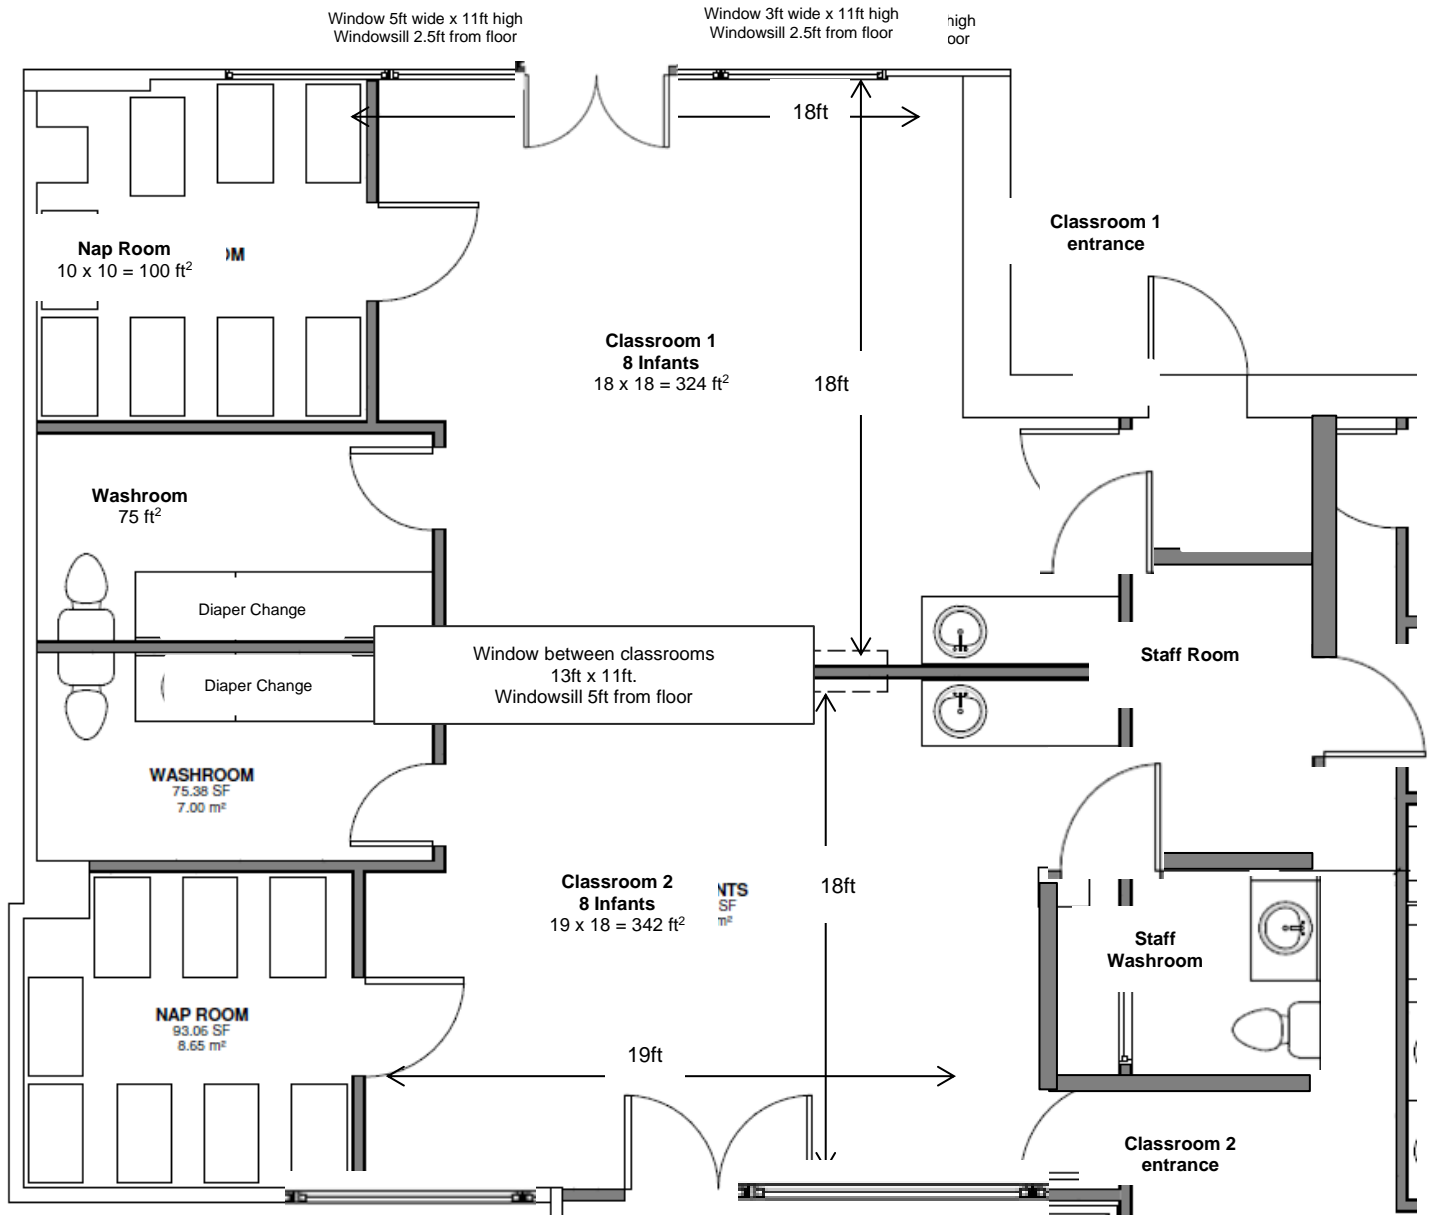 Window 5ft wide x 11ft high
Windowsill 2.5ft from floor
Window 3ft wide x 11ft high
Windowsill 2.5ft from floor
high
oor
18ft
Classroom 1
entrance
Nap Room
10 x 10 = 100 ft²
OM
Classroom 1
8 Infants
18 x 18 = 324 ft²
18ft
Washroom
75 ft²
Diaper Change
Window between classrooms
13ft x 11ft.
Windowsill 5ft from floor
Staff Room
Diaper Change
WASHROOM
75.38 SF
7.00 m²
Classroom 2
8 Infants
19 x 18 = 342 ft²
NTS
SF
m²
18ft
Staff
Washroom
NAP ROOM
93.06 SF
8.65 m²
19ft
Classroom 2
entrance